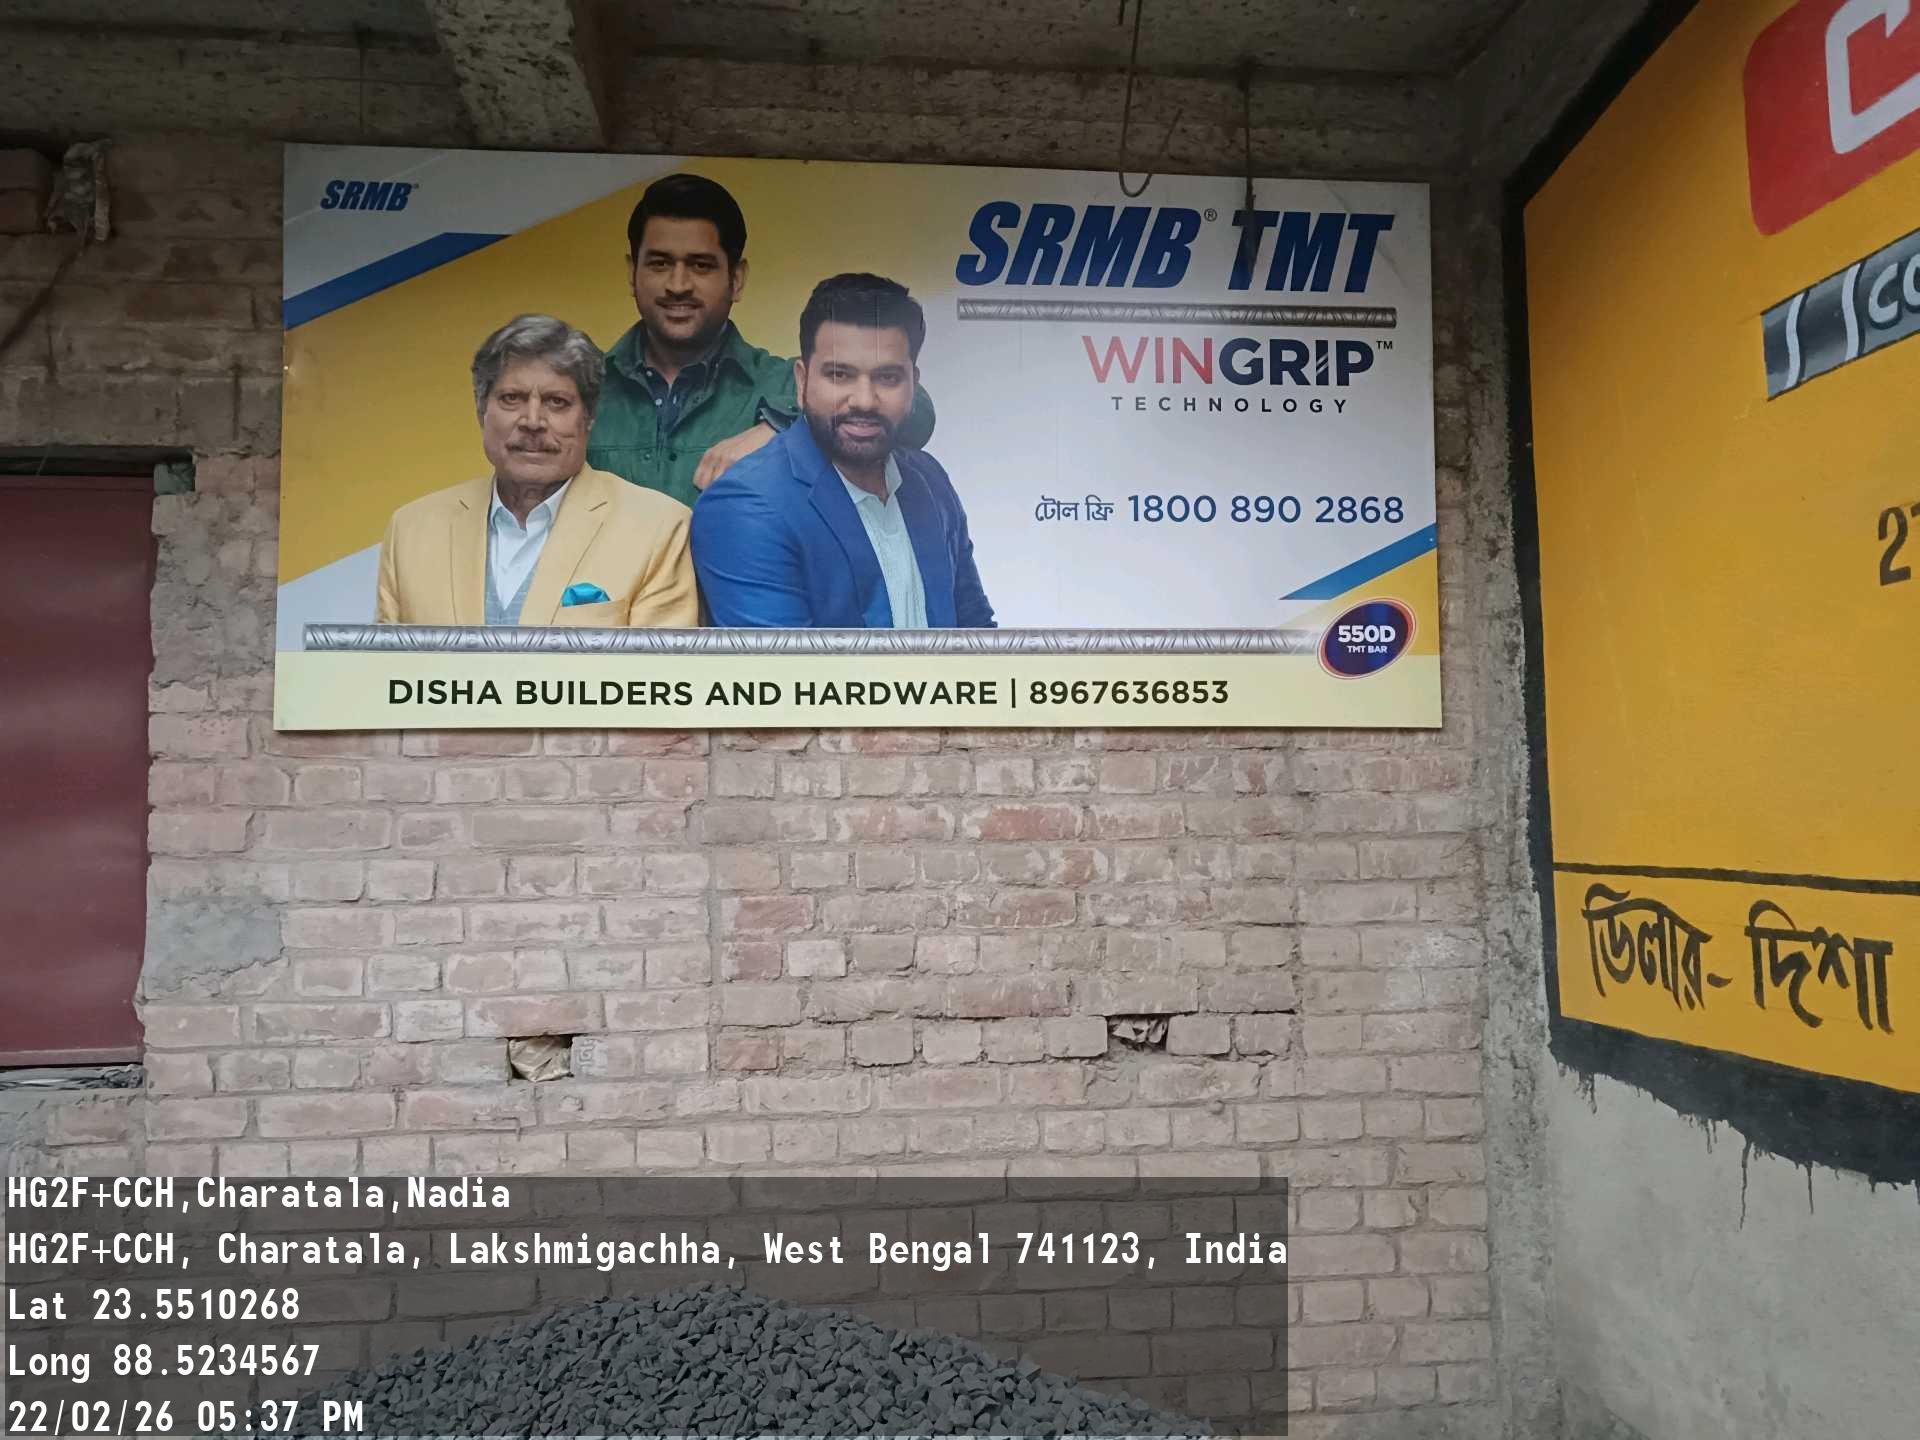 SRMB®
SRMB® TMT
WINGRIP™
TECHNOLOGY
টোল ফ্রি 1800 890 2868
550D
TMT BAR
DISHA BUILDERS AND HARDWARE | 8967636853
ডিলার- দিশা
HG2F+CCH,Charatala,Nadia
HG2F+CCH, Charatala, Lakshmigachha, West Bengal 741123, India
Lat 23.5510268
Long 88.5234567
22/02/26 05:37 PM